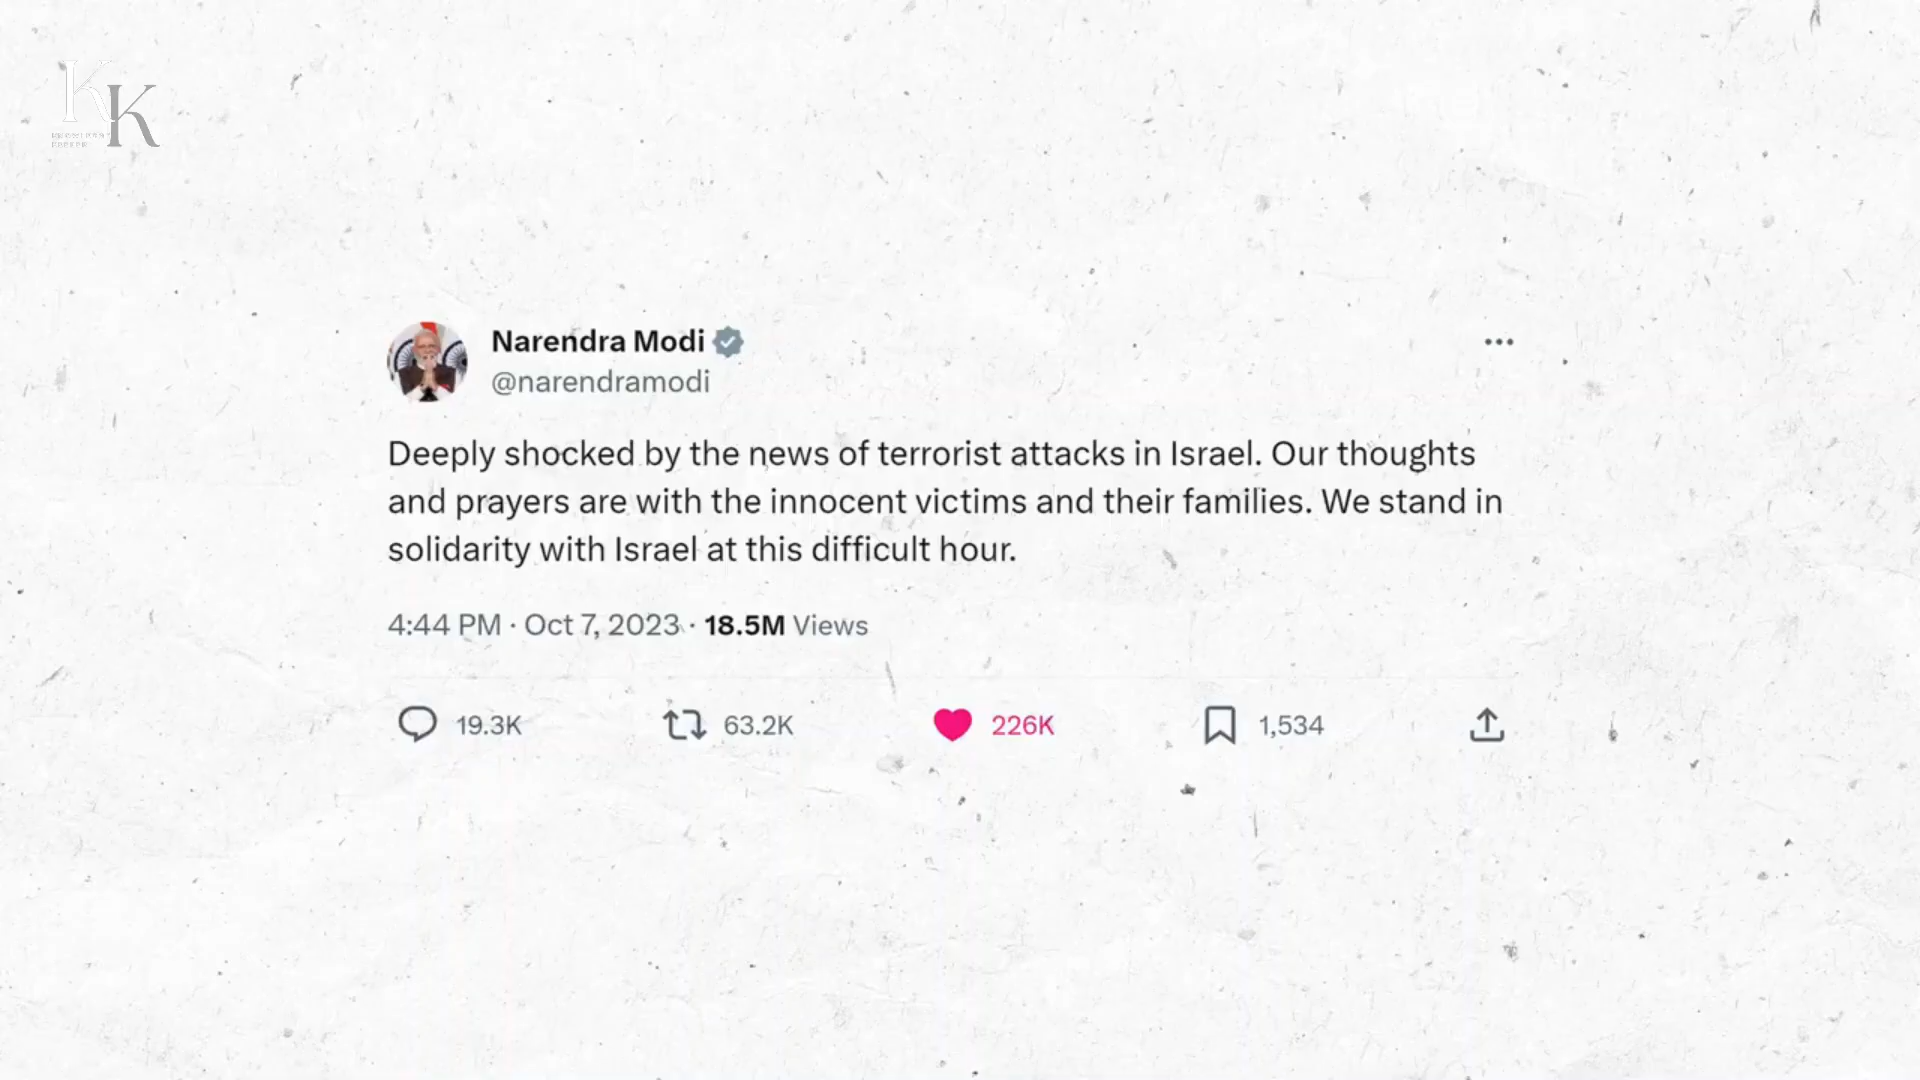 KK
Narendra Modi
@narendramodi
Deeply shocked by the news of terrorist attacks in Israel. Our thoughts
and prayers are with the innocent victims and their families. We stand in
solidarity with Israel at this difficult hour.
4:44 PM · Oct 7, 2023 · 18.5M Views
19.3K 63.2K 226K 1,534